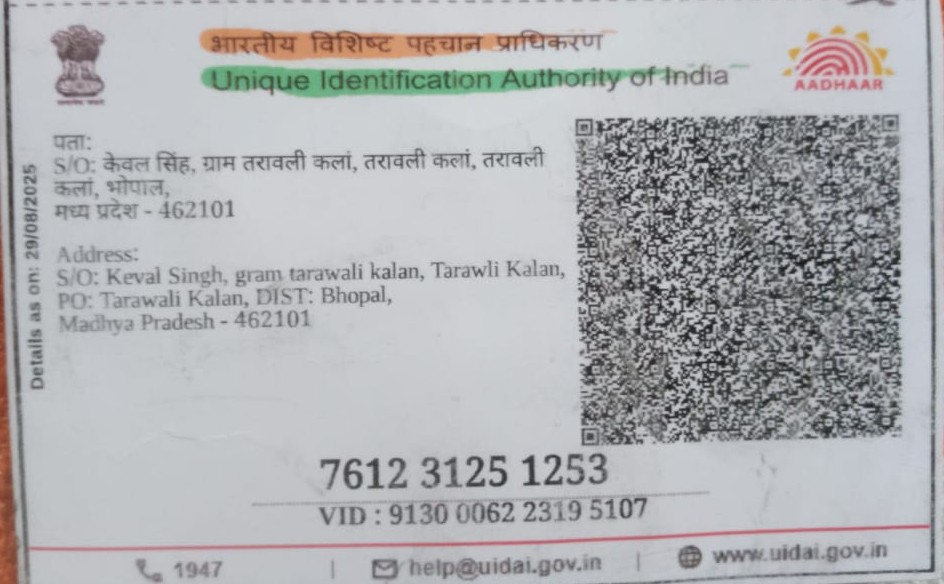 भारतीय विशिष्ट पहचान प्राधिकरण
Unique Identification Authority of India
AADHAAR
Details as on: 29/08/2025
पता:
S/O: केवल सिंह, ग्राम तरावली कलां, तरावली कलां, तरावली
कलां, भोपाल,
मध्य प्रदेश - 462101
Address:
S/O: Keval Singh, gram tarawali kalan, Tarawli Kalan,
PO: Tarawali Kalan, DIST: Bhopal,
Madhya Pradesh - 462101
7612 3125 1253
VID : 9130 0062 2319 5107
1947 | help@uidai.gov.in | www.uidai.gov.in